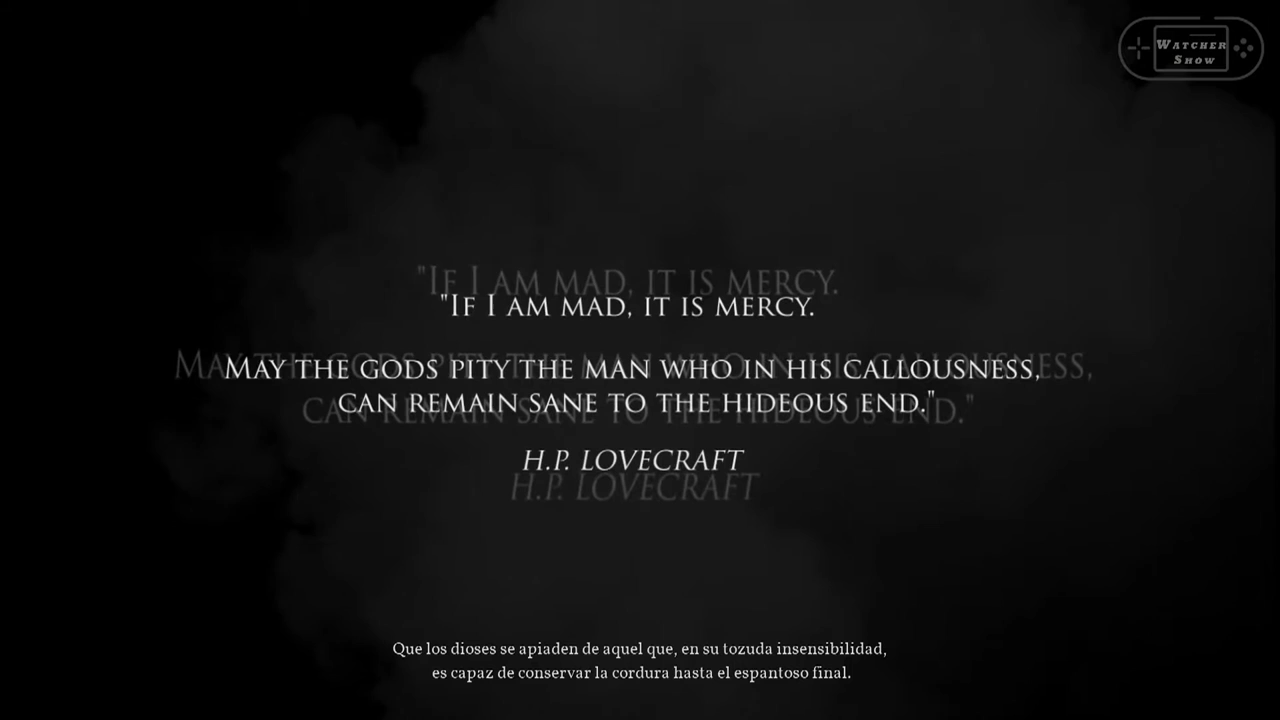 Watcher
Show
"If I am mad, it is mercy.
May the gods pity the man who in his callousness,
can remain sane to the hideous end."
H.P. Lovecraft
Que los dioses se apiaden de aquel que, en su tozuda insensibilidad,
es capaz de conservar la cordura hasta el espantoso final.